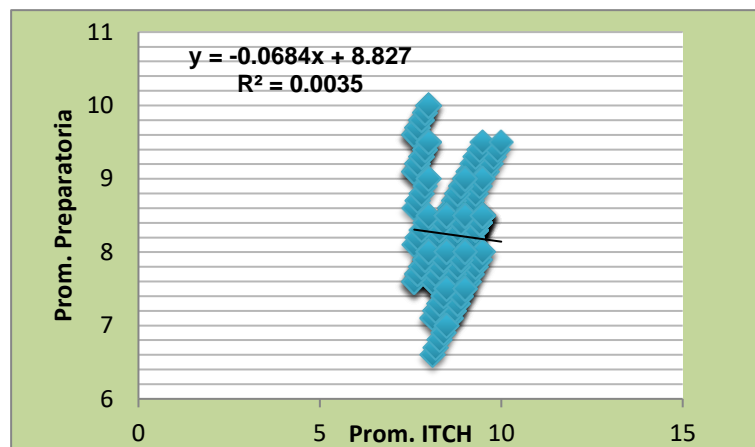 11
y = -0.0684x + 8.827
R² = 0.0035
10
9
8
7
6
Prom. Preparatoria
0
5
10
15
Prom. ITCH